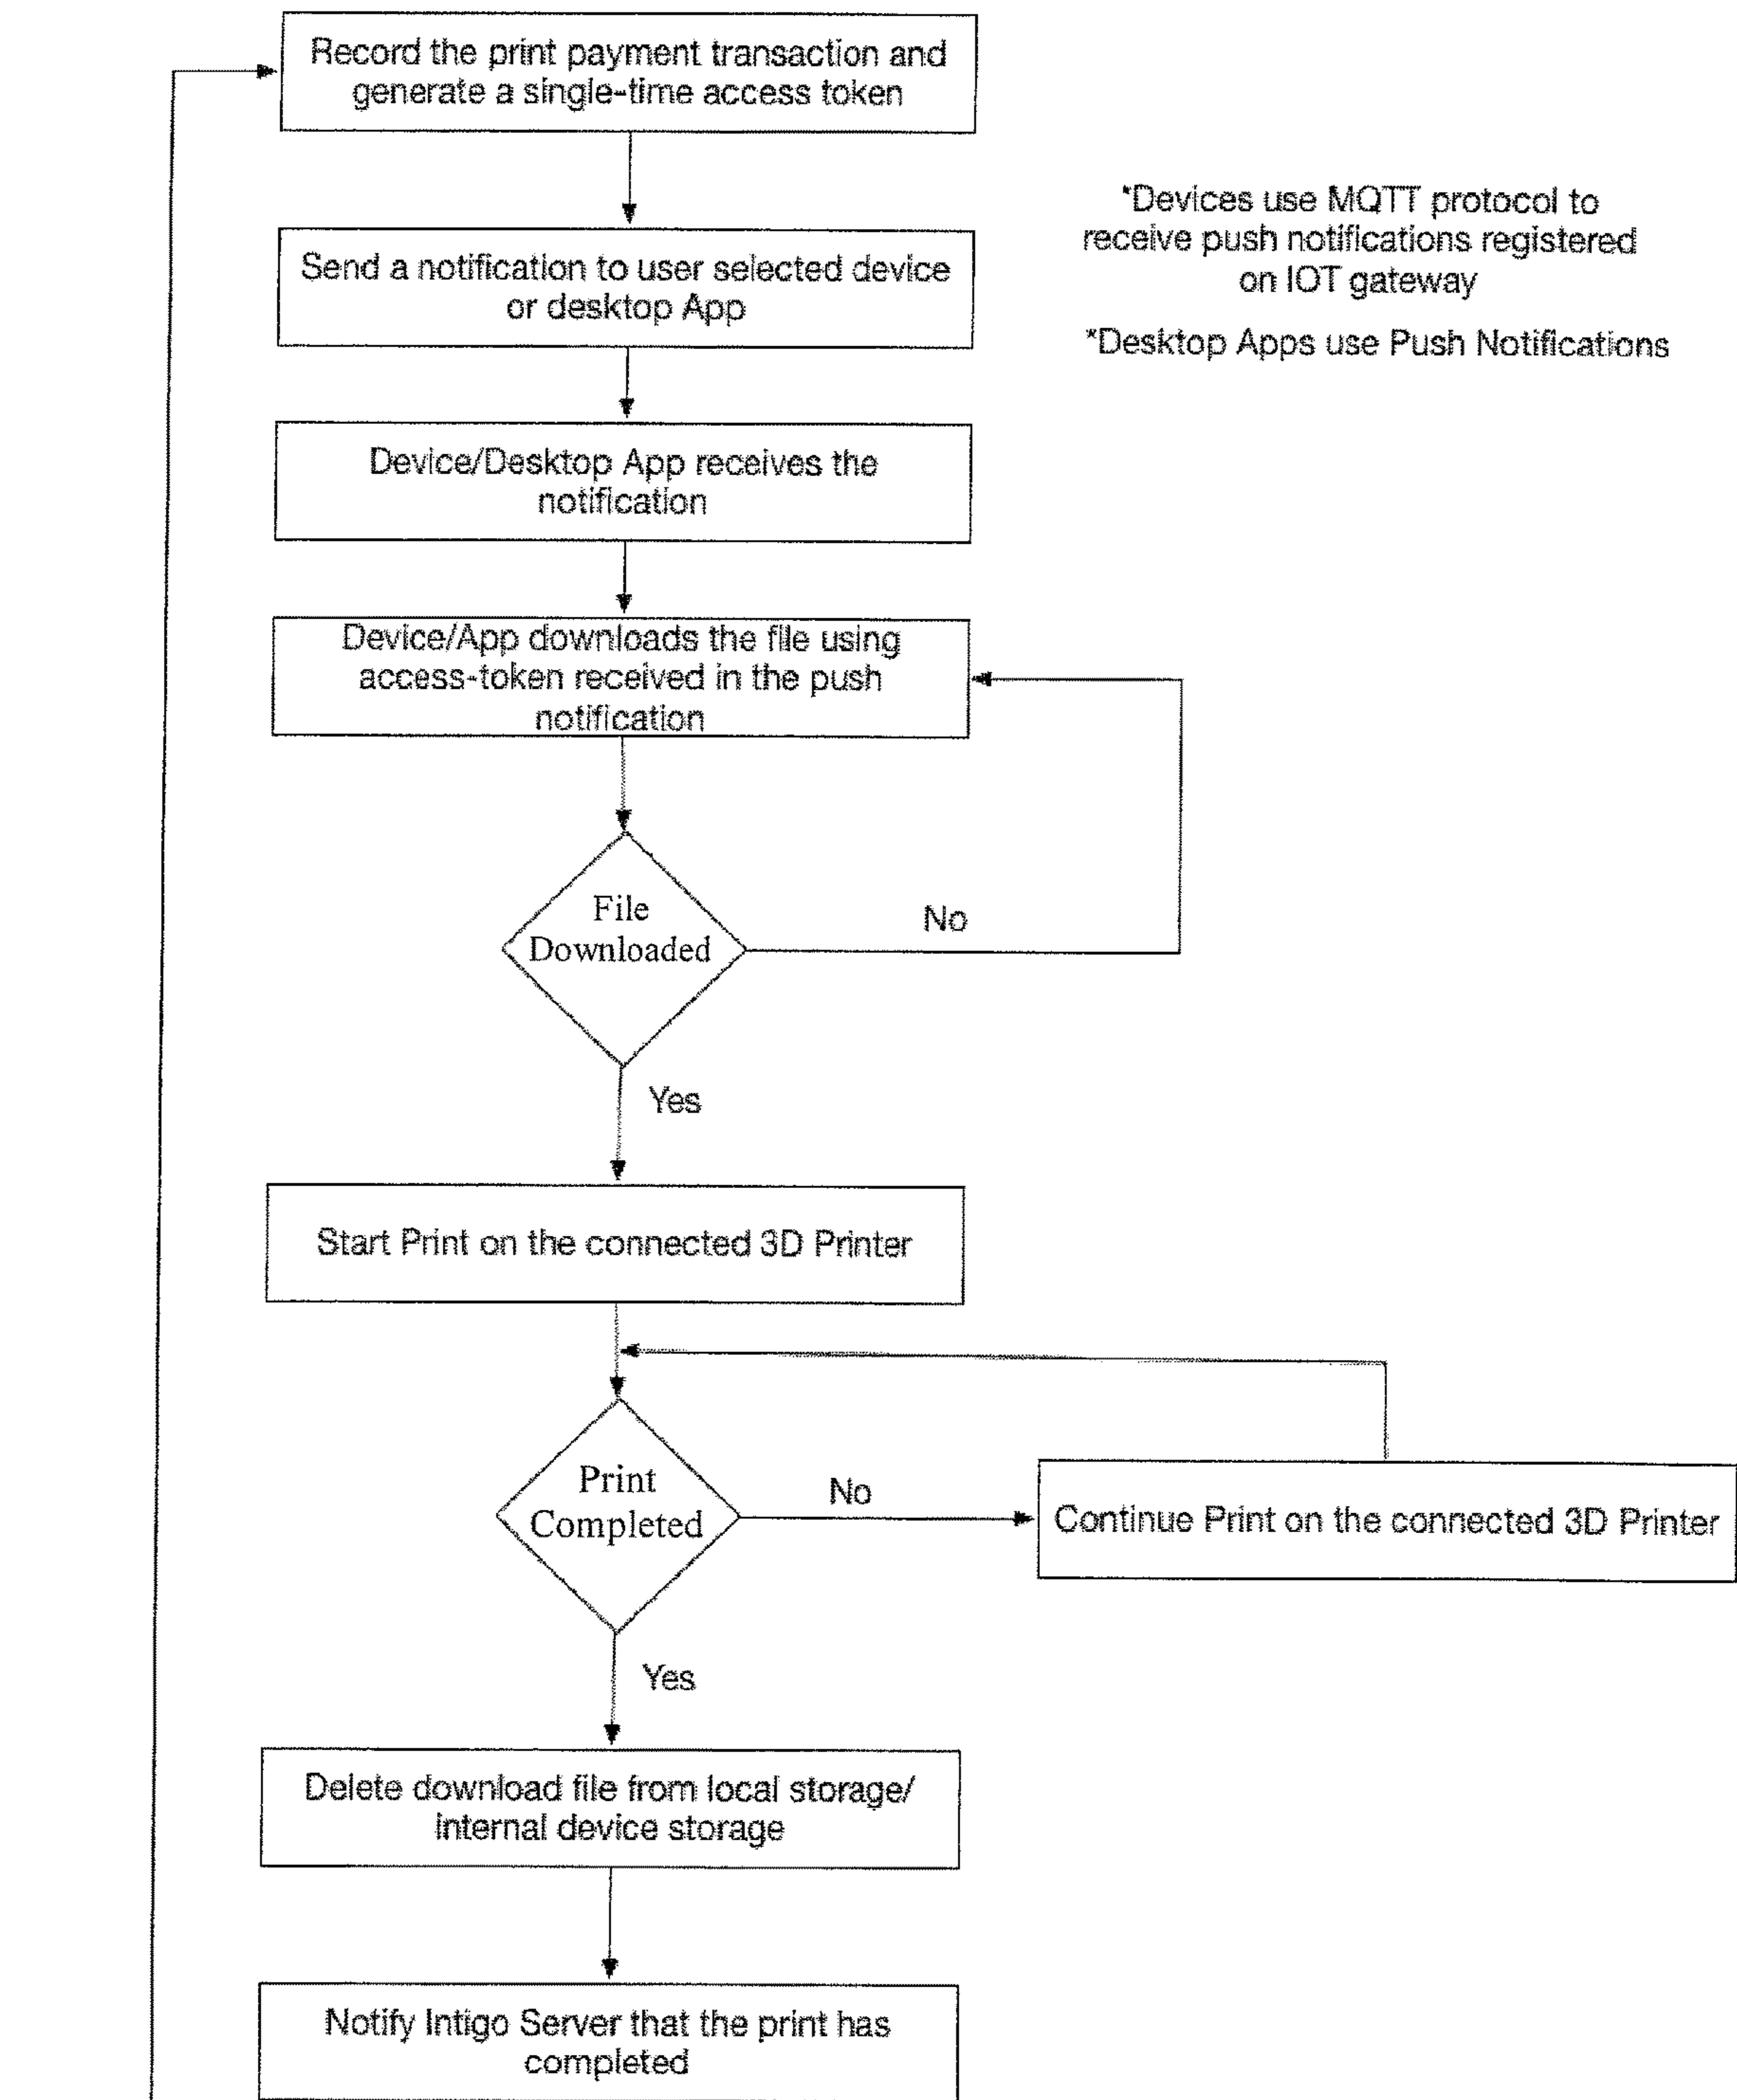 Record the print payment transaction and
generate a single-time access token
*Devices use MQTT protocol to
receive push notifications registered
on IOT gateway
Send a notification to user selected device
or desktop App
*Desktop Apps use Push Notifications
Device/Desktop App receives the
notification
Device/App downloads the file using
access-token received in the push
notification
File
Downloaded
No
Yes
Start Print on the connected 3D Printer
Print
Completed
No
Continue Print on the connected 3D Printer
Yes
Delete download file from local storage/
Internal device storage
Notify Intigo Server that the print has
completed